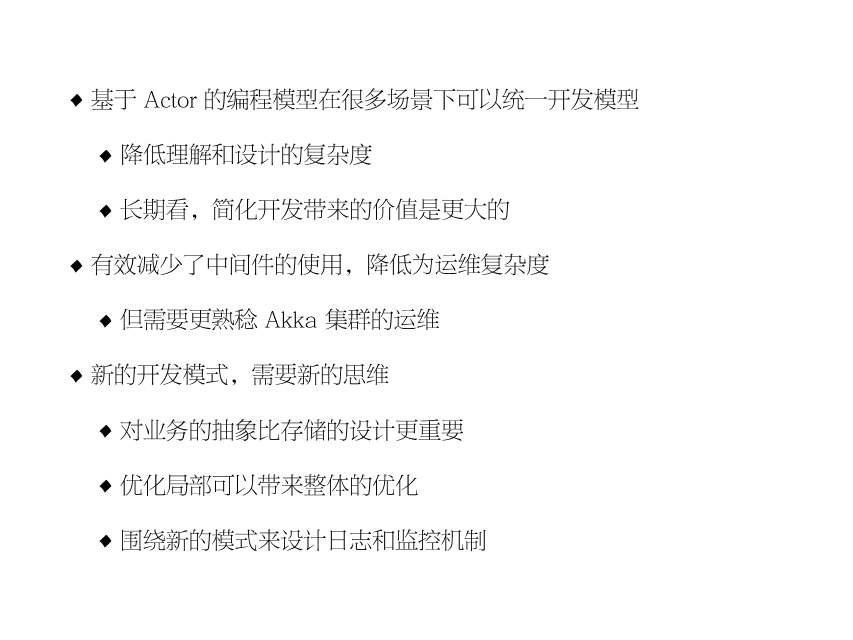 基于 Actor 的编程模型在很多场景下可以统一开发模型
降低理解和设计的复杂度
长期看，简化开发带来的价值是更大的
有效减少了中间件的使用，降低为运维复杂度
但需要更熟稔 Akka 集群的运维
新的开发模式，需要新的思维
对业务的抽象比存储的设计更重要
优化局部可以带来整体的优化
围绕新的模式来设计日志和监控机制